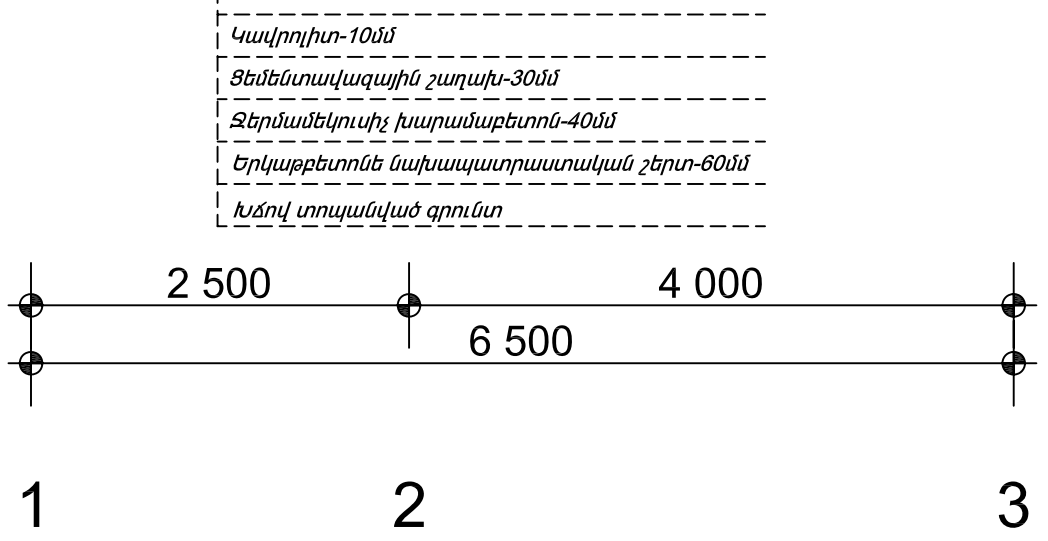 Կավրոլիտ-10մմ
Ցեմենտավազային շաղախ-30մմ
Ջերմամեկուսիչ խարամաբետոն-40մմ
Երկաթբետոնե նախապատրաստական շերտ-60մմ
Խճով տոպանված գրունտ
2 500 4 000
6 500
1 2 3